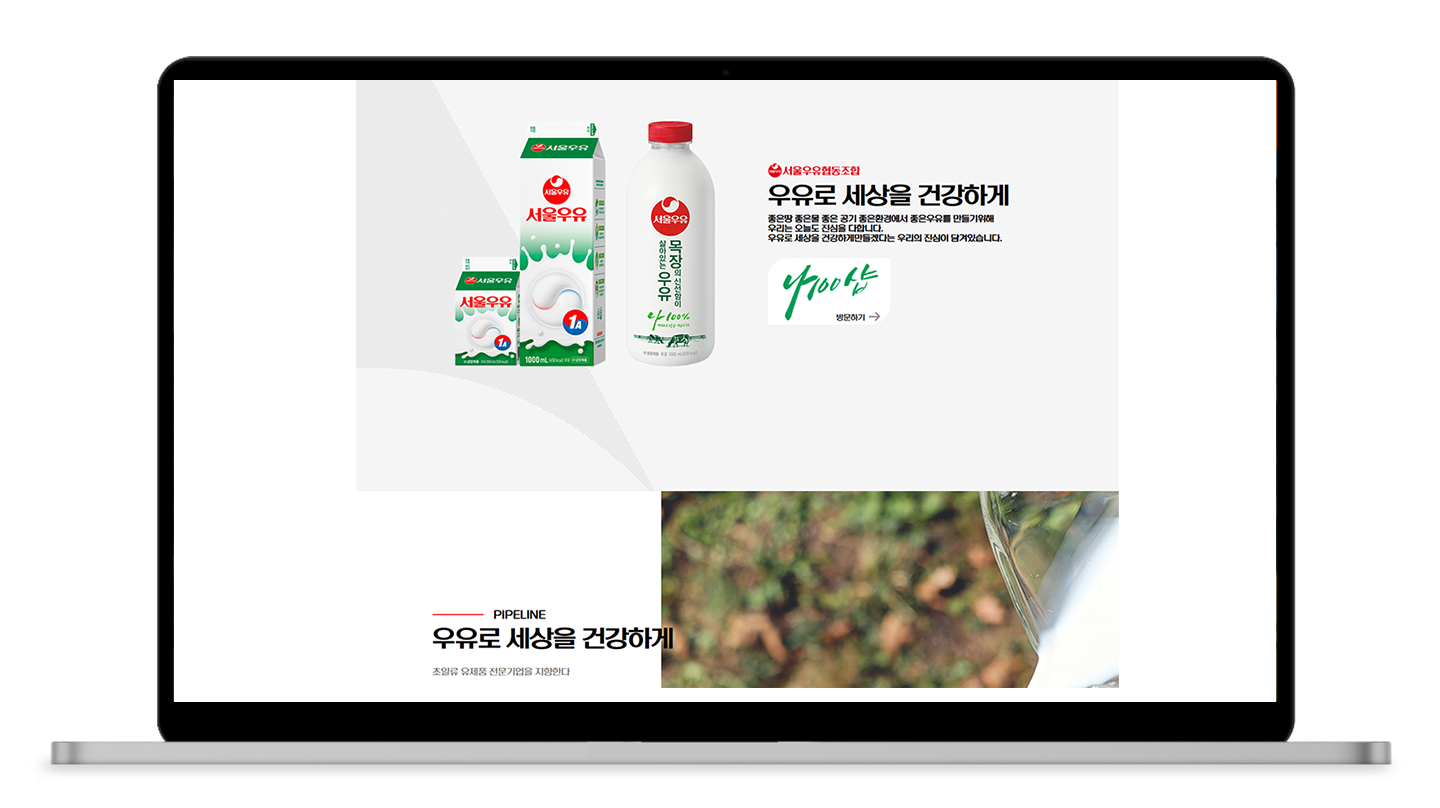 서울우유
서울우유
서울우유
1A
1000mL
서울우유
서울우유
1A
서울우유
목장의 신선함이
살아있는 우유
나100%
서울우유협동조합
우유로 세상을 건강하게
좋은땅 좋은물 좋은 공기 좋은환경에서 좋은우유를 만들기위해
우리는 오늘도 진심을 다합니다.
우유로 세상을 건강하게만들겠다는 우리의 진심이 담겨있습니다.
나100샵
방문하기 →
PIPELINE
우유로 세상을 건강하게
초일류 유제품 전문기업을 지향한다